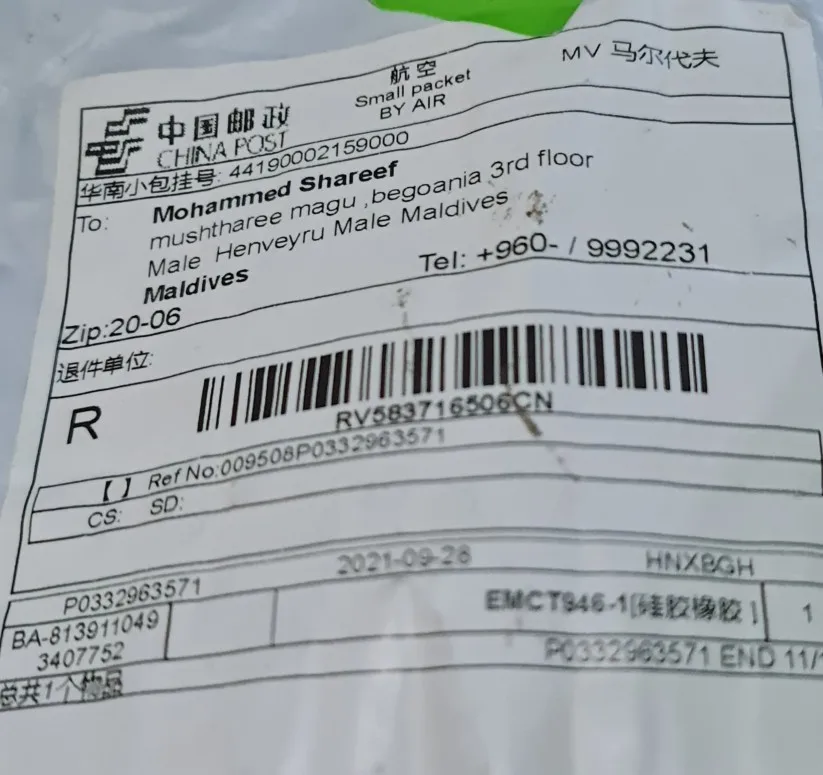 航空
Small packet
BY AIR
MV 马尔代夫
中国邮政
CHINA POST
华南小包挂号: 44190002159000
To: Mohammed Shareef
mushtharee magu ,begoania 3rd floor
Male Henveyru Male Maldives
Maldives
Tel: +960- / 9992231
Zip:20-06
退件单位:
R
RV583716506CN
【 】 Ref No:009508P0332963571
CS: SD:
2021-09-28 HNXBGH
P0332963571
BA-813911049
3407752
EMCT946-1[硅胶橡胶 ] 1
P0332963571 END 11/1
总共1个物品